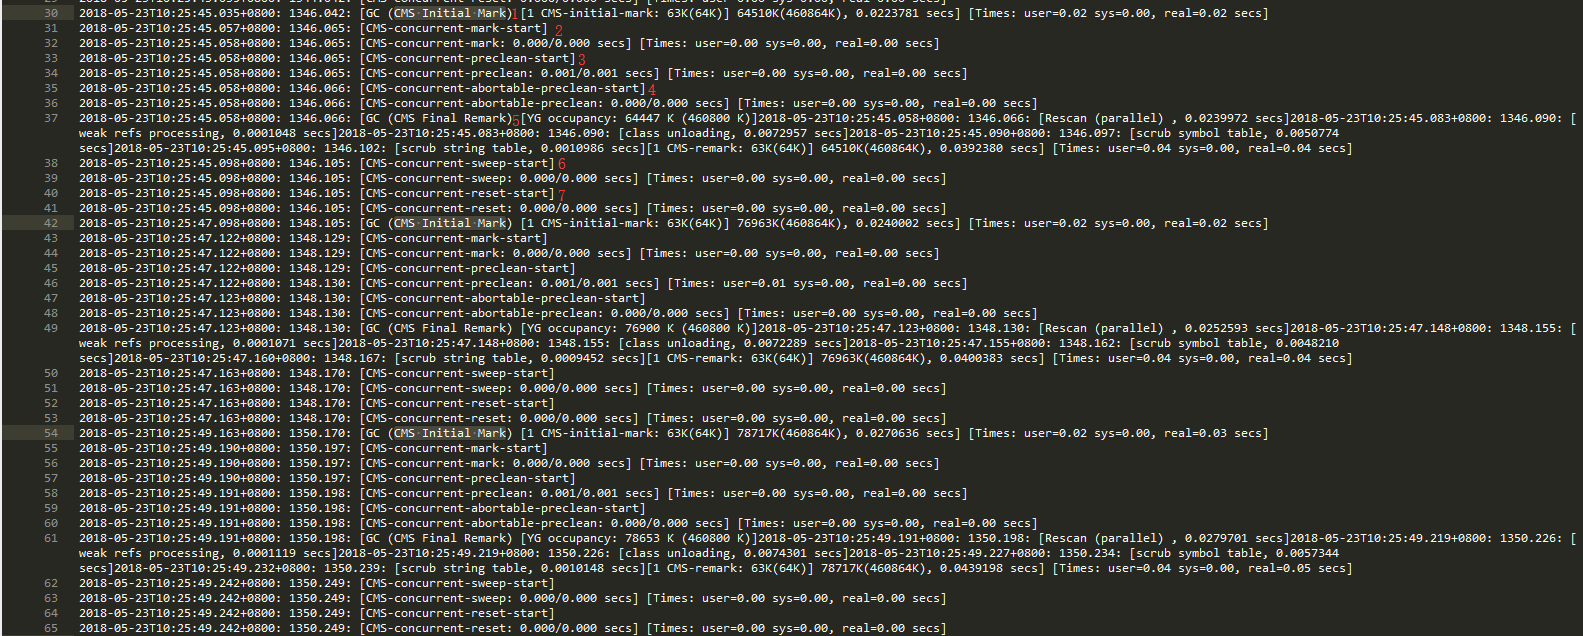 30 2018-05-23T10:25:45.035+0800: 1346.042: [GC (CMS Initial Mark)1[1 CMS-initial-mark: 63K(64K)] 64510K(460864K), 0.0223781 secs] [Times: user=0.02 sys=0.00, real=0.02 secs]
31 2018-05-23T10:25:45.057+0800: 1346.065: [CMS-concurrent-mark-start] 2
32 2018-05-23T10:25:45.058+0800: 1346.065: [CMS-concurrent-mark: 0.000/0.000 secs] [Times: user=0.00 sys=0.00, real=0.00 secs]
33 2018-05-23T10:25:45.058+0800: 1346.065: [CMS-concurrent-preclean-start]3
34 2018-05-23T10:25:45.058+0800: 1346.065: [CMS-concurrent-preclean: 0.001/0.001 secs] [Times: user=0.00 sys=0.00, real=0.00 secs]
35 2018-05-23T10:25:45.058+0800: 1346.066: [CMS-concurrent-abortable-preclean-start]4
36 2018-05-23T10:25:45.058+0800: 1346.066: [CMS-concurrent-abortable-preclean: 0.000/0.000 secs] [Times: user=0.00 sys=0.00, real=0.00 secs]
37 2018-05-23T10:25:45.058+0800: 1346.066: [GC (CMS Final Remark)5[YG occupancy: 64447 K (460800 K)]2018-05-23T10:25:45.058+0800: 1346.066: [Rescan (parallel) , 0.0239972 secs]2018-05-23T10:25:45.083+0800: 1346.090: [
weak refs processing, 0.0001048 secs]2018-05-23T10:25:45.083+0800: 1346.090: [class unloading, 0.0072957 secs]2018-05-23T10:25:45.090+0800: 1346.097: [scrub symbol table, 0.0050774
secs]2018-05-23T10:25:45.095+0800: 1346.102: [scrub string table, 0.0010986 secs][1 CMS-remark: 63K(64K)] 64510K(460864K), 0.0392380 secs] [Times: user=0.04 sys=0.00, real=0.04 secs]
38 2018-05-23T10:25:45.098+0800: 1346.105: [CMS-concurrent-sweep-start]6
39 2018-05-23T10:25:45.098+0800: 1346.105: [CMS-concurrent-sweep: 0.000/0.000 secs] [Times: user=0.00 sys=0.00, real=0.00 secs]
40 2018-05-23T10:25:45.098+0800: 1346.105: [CMS-concurrent-reset-start]7
41 2018-05-23T10:25:45.098+0800: 1346.105: [CMS-concurrent-reset: 0.000/0.000 secs] [Times: user=0.00 sys=0.00, real=0.00 secs]
42 2018-05-23T10:25:47.098+0800: 1348.105: [GC (CMS Initial Mark) [1 CMS-initial-mark: 63K(64K)] 76963K(460864K), 0.0240002 secs] [Times: user=0.02 sys=0.00, real=0.02 secs]
43 2018-05-23T10:25:47.122+0800: 1348.129: [CMS-concurrent-mark-start]
44 2018-05-23T10:25:47.122+0800: 1348.129: [CMS-concurrent-mark: 0.000/0.000 secs] [Times: user=0.00 sys=0.00, real=0.00 secs]
45 2018-05-23T10:25:47.122+0800: 1348.129: [CMS-concurrent-preclean-start]
46 2018-05-23T10:25:47.122+0800: 1348.130: [CMS-concurrent-preclean: 0.001/0.001 secs] [Times: user=0.01 sys=0.00, real=0.00 secs]
47 2018-05-23T10:25:47.123+0800: 1348.130: [CMS-concurrent-abortable-preclean-start]
48 2018-05-23T10:25:47.123+0800: 1348.130: [CMS-concurrent-abortable-preclean: 0.000/0.000 secs] [Times: user=0.00 sys=0.00, real=0.00 secs]
49 2018-05-23T10:25:47.123+0800: 1348.130: [GC (CMS Final Remark) [YG occupancy: 76900 K (460800 K)]2018-05-23T10:25:47.123+0800: 1348.130: [Rescan (parallel) , 0.0252593 secs]2018-05-23T10:25:47.148+0800: 1348.155: [
weak refs processing, 0.0001071 secs]2018-05-23T10:25:47.148+0800: 1348.155: [class unloading, 0.0072289 secs]2018-05-23T10:25:47.155+0800: 1348.162: [scrub symbol table, 0.0048210
secs]2018-05-23T10:25:47.160+0800: 1348.167: [scrub string table, 0.0009452 secs][1 CMS-remark: 63K(64K)] 76963K(460864K), 0.0400383 secs] [Times: user=0.04 sys=0.00, real=0.04 secs]
50 2018-05-23T10:25:47.163+0800: 1348.170: [CMS-concurrent-sweep-start]
51 2018-05-23T10:25:47.163+0800: 1348.170: [CMS-concurrent-sweep: 0.000/0.000 secs] [Times: user=0.00 sys=0.00, real=0.00 secs]
52 2018-05-23T10:25:47.163+0800: 1348.170: [CMS-concurrent-reset-start]
53 2018-05-23T10:25:47.163+0800: 1348.170: [CMS-concurrent-reset: 0.000/0.000 secs] [Times: user=0.00 sys=0.00, real=0.00 secs]
54 2018-05-23T10:25:49.163+0800: 1350.170: [GC (CMS Initial Mark) [1 CMS-initial-mark: 63K(64K)] 78717K(460864K), 0.0270636 secs] [Times: user=0.02 sys=0.00, real=0.03 secs]
55 2018-05-23T10:25:49.190+0800: 1350.197: [CMS-concurrent-mark-start]
56 2018-05-23T10:25:49.190+0800: 1350.197: [CMS-concurrent-mark: 0.000/0.000 secs] [Times: user=0.00 sys=0.00, real=0.00 secs]
57 2018-05-23T10:25:49.190+0800: 1350.197: [CMS-concurrent-preclean-start]
58 2018-05-23T10:25:49.191+0800: 1350.198: [CMS-concurrent-preclean: 0.001/0.001 secs] [Times: user=0.00 sys=0.00, real=0.00 secs]
59 2018-05-23T10:25:49.191+0800: 1350.198: [CMS-concurrent-abortable-preclean-start]
60 2018-05-23T10:25:49.191+0800: 1350.198: [CMS-concurrent-abortable-preclean: 0.000/0.000 secs] [Times: user=0.00 sys=0.00, real=0.00 secs]
61 2018-05-23T10:25:49.191+0800: 1350.198: [GC (CMS Final Remark) [YG occupancy: 78653 K (460800 K)]2018-05-23T10:25:49.191+0800: 1350.198: [Rescan (parallel) , 0.0279701 secs]2018-05-23T10:25:49.219+0800: 1350.226: [
weak refs processing, 0.0001119 secs]2018-05-23T10:25:49.219+0800: 1350.226: [class unloading, 0.0074301 secs]2018-05-23T10:25:49.227+0800: 1350.234: [scrub symbol table, 0.0057344
secs]2018-05-23T10:25:49.232+0800: 1350.239: [scrub string table, 0.0010148 secs][1 CMS-remark: 63K(64K)] 78717K(460864K), 0.0439198 secs] [Times: user=0.04 sys=0.00, real=0.05 secs]
62 2018-05-23T10:25:49.242+0800: 1350.249: [CMS-concurrent-sweep-start]
63 2018-05-23T10:25:49.242+0800: 1350.249: [CMS-concurrent-sweep: 0.000/0.000 secs] [Times: user=0.00 sys=0.00, real=0.00 secs]
64 2018-05-23T10:25:49.242+0800: 1350.249: [CMS-concurrent-reset-start]
65 2018-05-23T10:25:49.242+0800: 1350.249: [CMS-concurrent-reset: 0.000/0.000 secs] [Times: user=0.00 sys=0.00, real=0.00 secs]